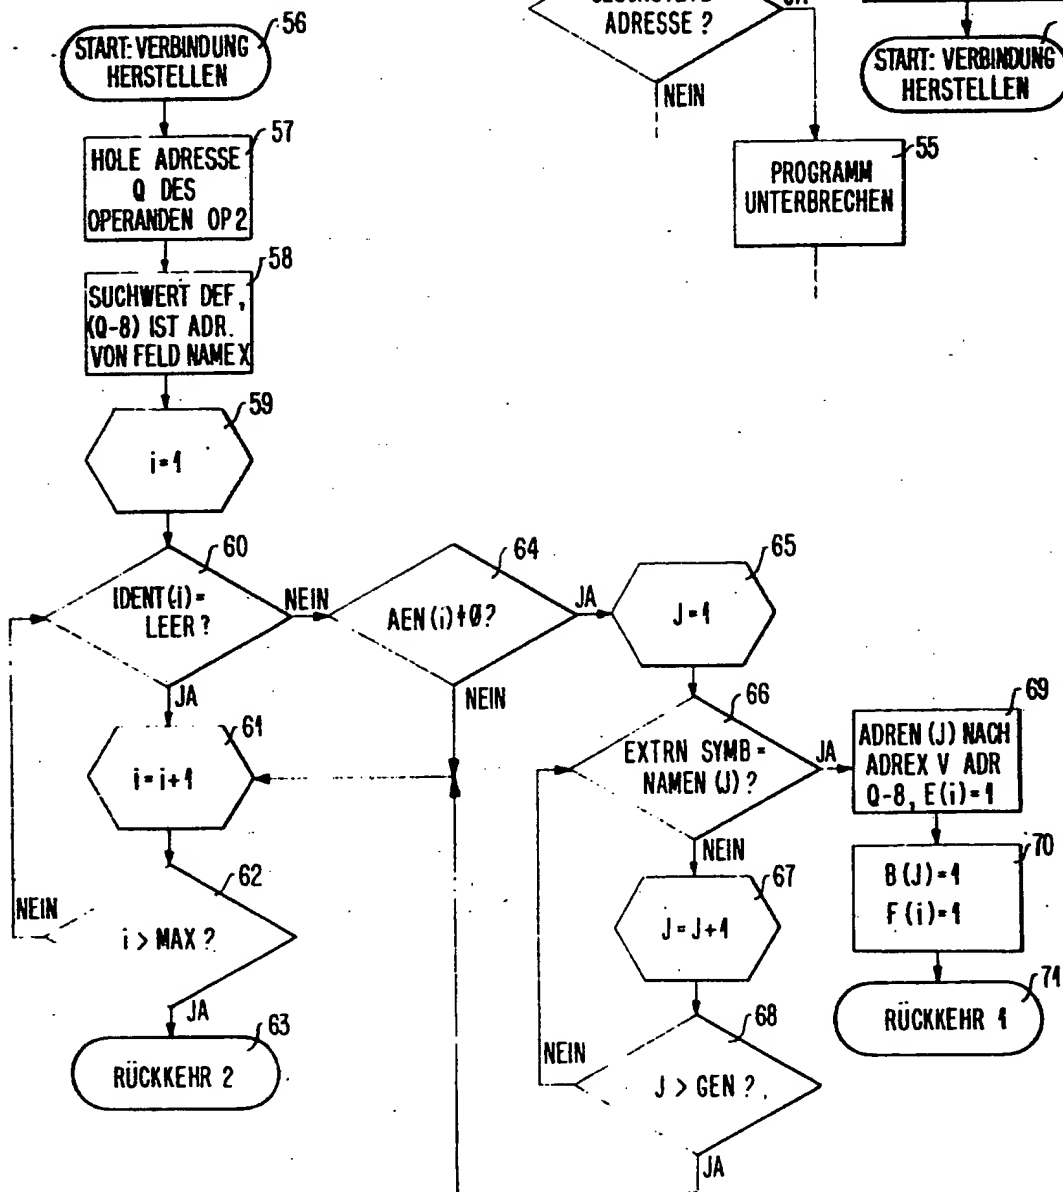 56
START: VERBINDUNG
HERSTELLEN
57
HOLE ADRESSE
Q DES
OPERANDEN OP2
58
SUCHWERT DEF,
(Q-8) IST ADR.
VON FELD NAME X
59
i=1
60
IDENT(i)=
LEER?
NEIN
JA
61
i=i+1
62
i > MAX?
NEIN
JA
63
RÜCKKEHR 2
64
AEN(i)≠0?
JA
NEIN
65
J=1
66
EXTRN SYMB=
NAMEN (J)?
JA
NEIN
67
J=J+1
68
J > GEN?
NEIN
JA
69
ADREN (J) NACH
ADREX V ADR
Q-8, E(i)=1
70
B(J)=1
F(i)=1
71
RÜCKKEHR 1
ADRESSE?
JA
NEIN
55
PROGRAMM
UNTERBRECHEN
START: VERBINDUNG
HERSTELLEN